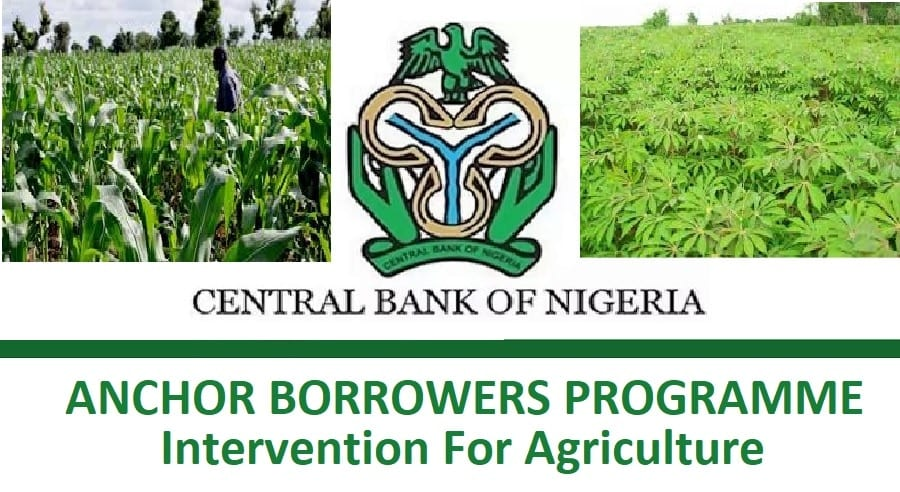 CENTRAL BANK OF NIGERIA
CENTRAL BANK OF NIGERIA
ANCHOR BORROWERS PROGRAMME
Intervention For Agriculture